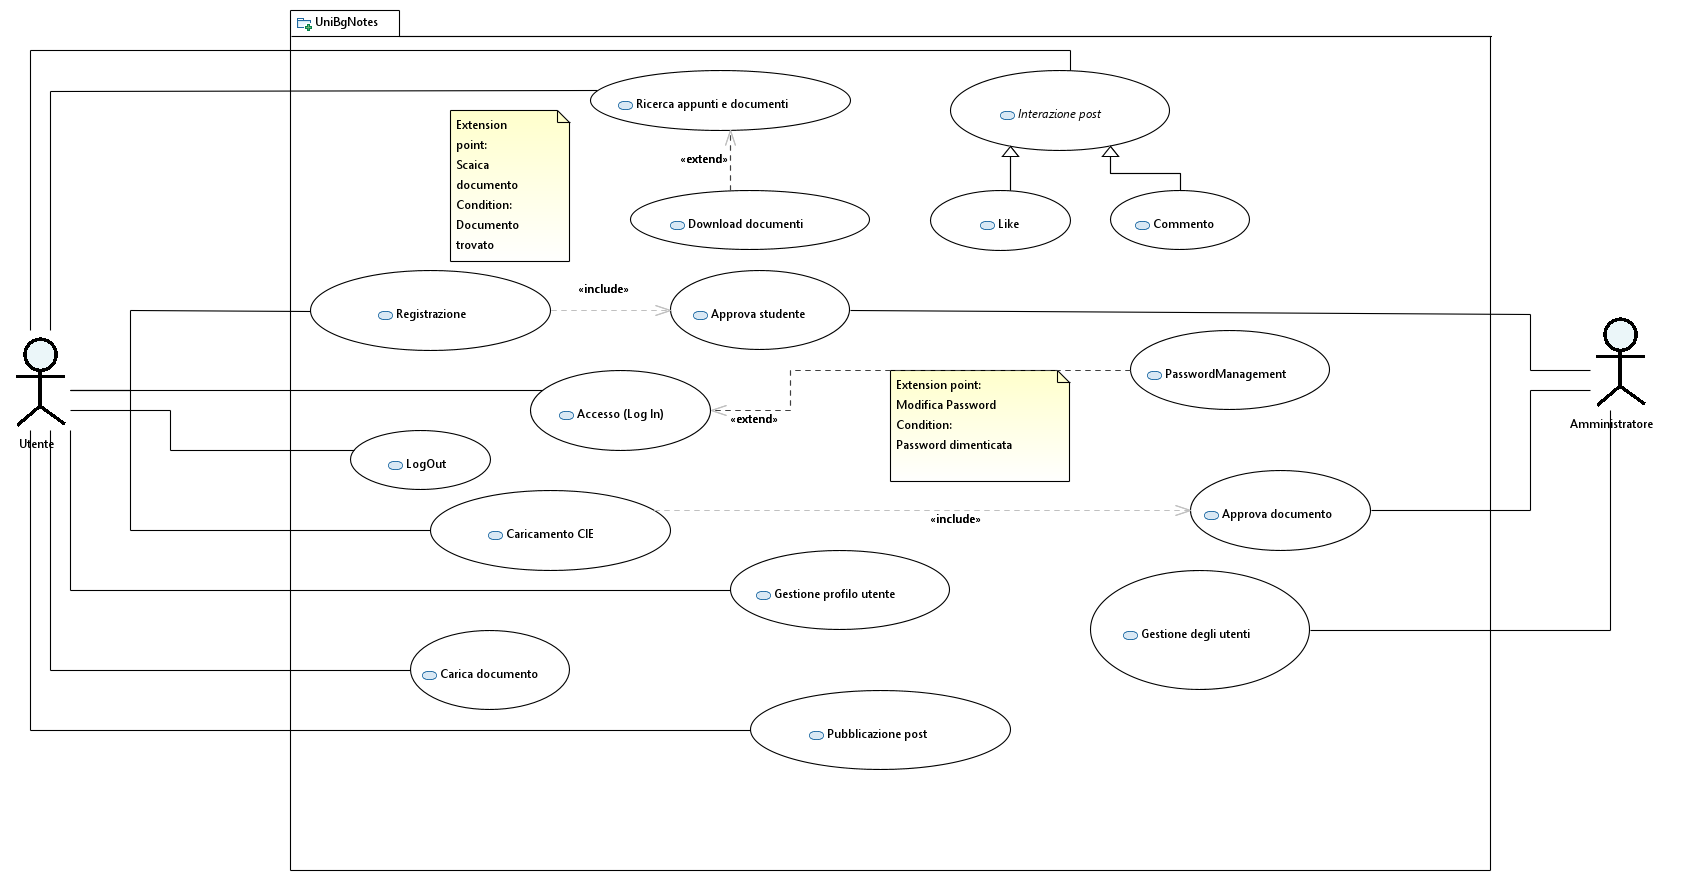 UniBgNotes
Ricerca appunti e documenti
Interazione post
Extension
point:
Scaica
documento
Condition:
Documento
trovato
«extend»
Download documenti
Like
Commento
Registrazione
«include»
Approva studente
PasswordManagement
Extension point:
Modifica Password
Condition:
Password dimenticata
Accesso (Log In)
«extend»
Utente
Amministratore
LogOut
Caricamento CIE
«include»
Approva documento
Gestione profilo utente
Gestione degli utenti
Carica documento
Pubblicazione post